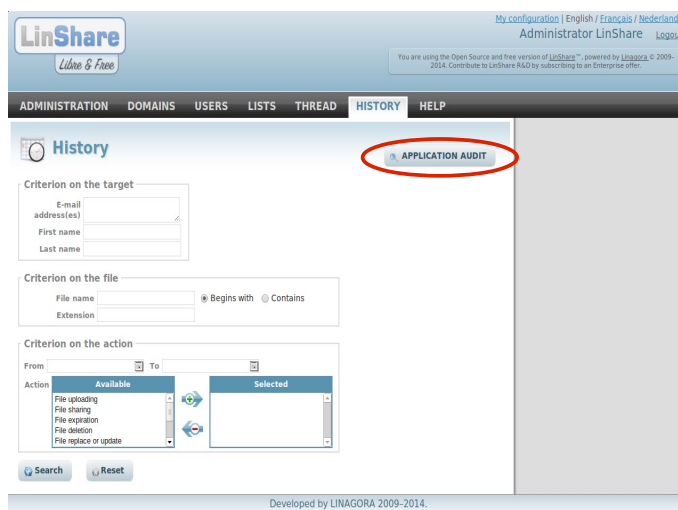 My configuration | English / Français / Nederland
LinShare
Libre & Free
Administrator LinShare Logou
You are using the Open Source and free version of LinShare™, powered by Linagora © 2009–
2014. Contribute to LinShare R&D by subscribing to an Enterprise offer.
ADMINISTRATION DOMAINS USERS LISTS THREAD HISTORY HELP
History
APPLICATION AUDIT
Criterion on the target
E-mail
address(es)
First name
Last name
Criterion on the file
File name Begins with Contains
Extension
Criterion on the action
From To
Action Available Selected
File uploading
File sharing
File expiration
File deletion
File replace or update
Search Reset
Developed by LINAGORA 2009–2014.